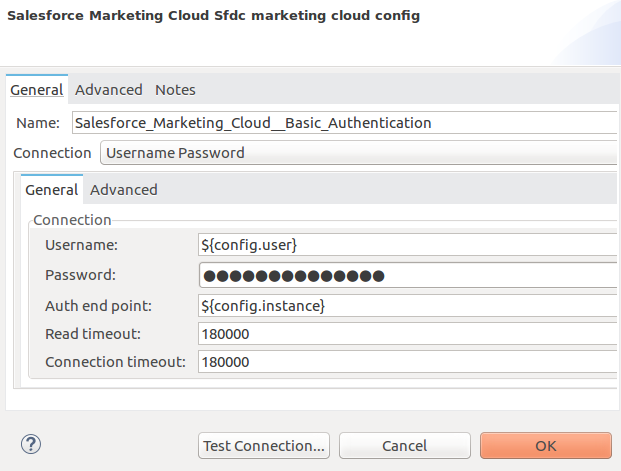 Salesforce Marketing Cloud Sfdc marketing cloud config
General Advanced Notes
Name: Salesforce_Marketing_Cloud__Basic_Authentication
Connection Username Password
General Advanced
Connection
Username: ${config.user}
Password: ●●●●●●●●●●●●●●
Auth end point: ${config.instance}
Read timeout: 180000
Connection timeout: 180000
? Test Connection... Cancel OK